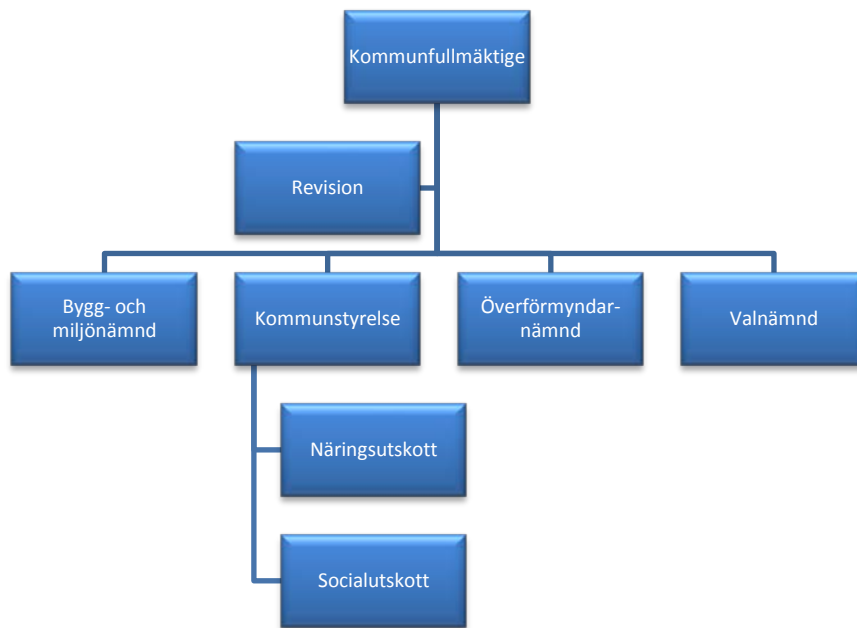 Kommunfullmäktige
Revision
Bygg- och
miljönämnd
Kommunstyrelse
Överförmyndar-
nämnd
Valnämnd
Näringsutskott
Socialutskott